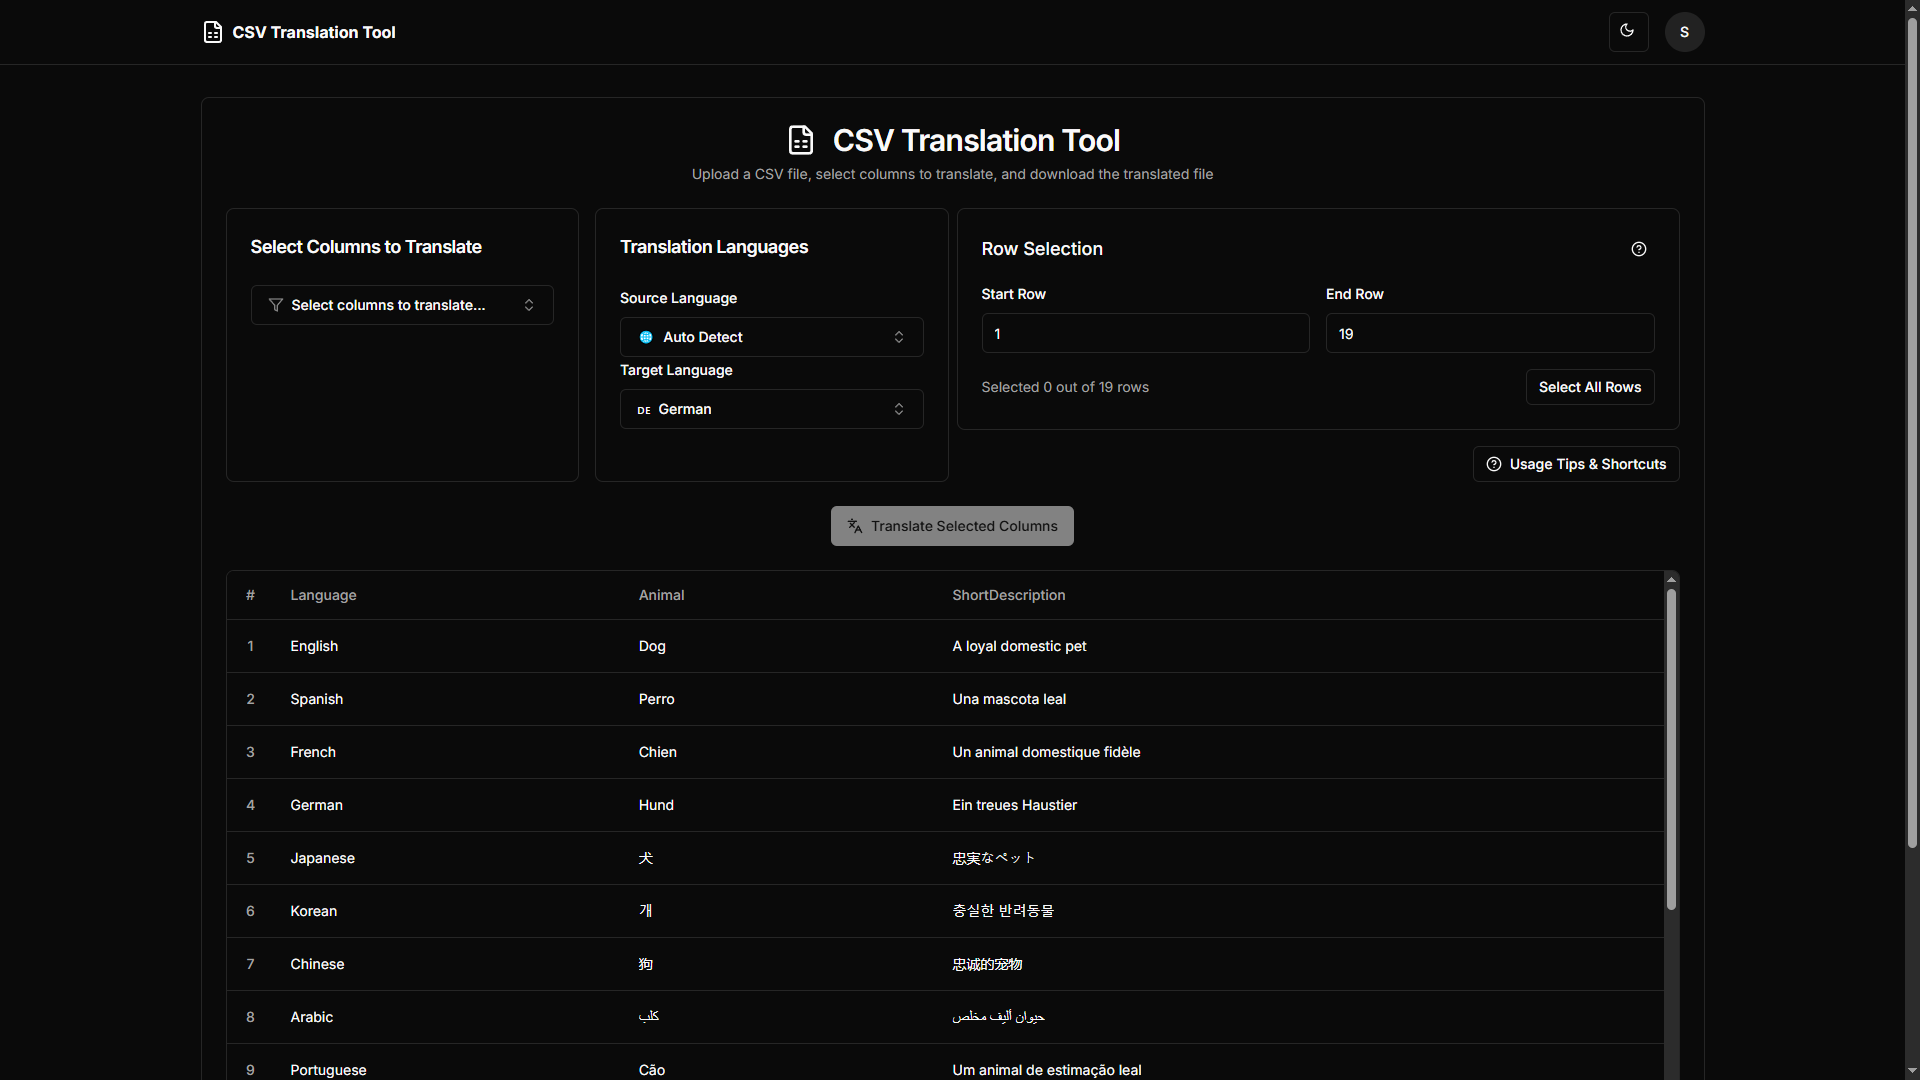 CSV Translation Tool
S
CSV Translation Tool
Upload a CSV file, select columns to translate, and download the translated file
Select Columns to Translate
Select columns to translate...
Translation Languages
Source Language
Auto Detect
Target Language
DE German
Row Selection
Start Row
End Row
1
19
Selected 0 out of 19 rows
Select All Rows
Usage Tips & Shortcuts
Translate Selected Columns
# Language Animal ShortDescription
1 English Dog A loyal domestic pet
2 Spanish Perro Una mascota leal
3 French Chien Un animal domestique fidèle
4 German Hund Ein treues Haustier
5 Japanese 犬 忠実なペット
6 Korean 개 충실한 반려동물
7 Chinese 狗 忠诚的宠物
8 Arabic كلب حيوان أليف مخلص
9 Portuguese Cão Um animal de estimação leal